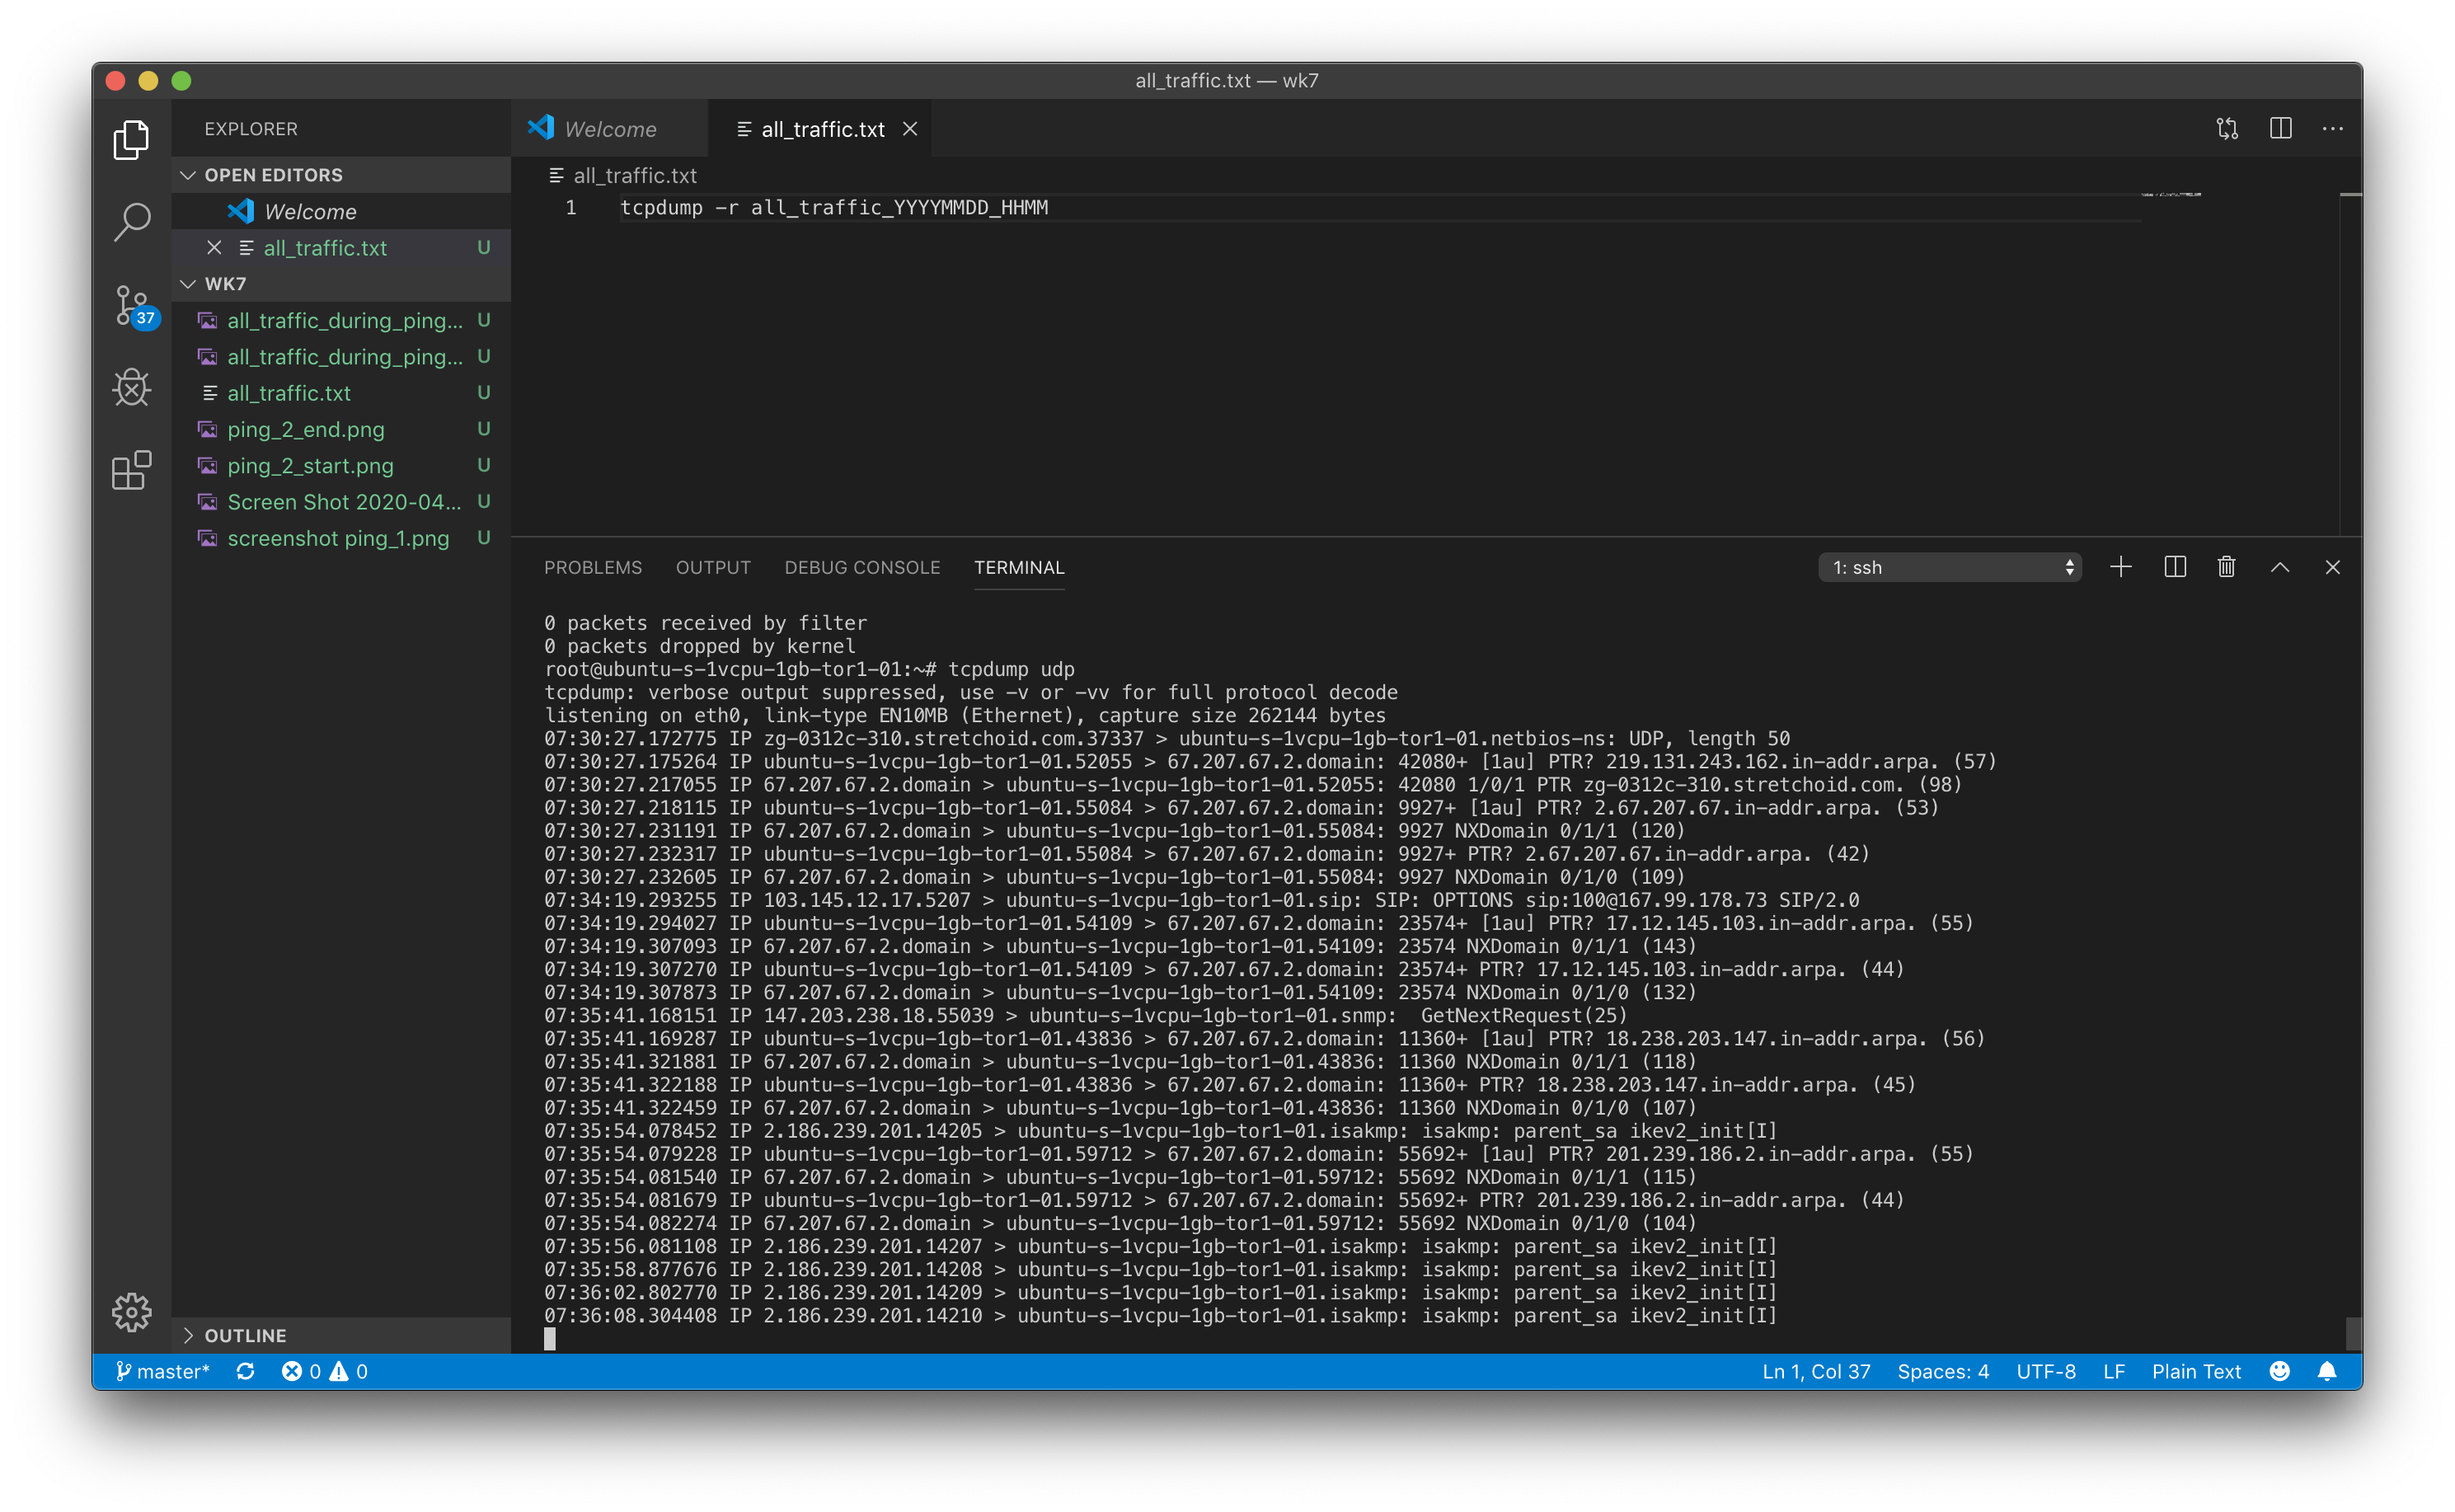 all_traffic.txt — wk7
EXPLORER
Welcome
all_traffic.txt
OPEN EDITORS
Welcome
all_traffic.txt U
WK7
all_traffic_during_ping... U
all_traffic_during_ping... U
all_traffic.txt U
ping_2_end.png U
ping_2_start.png U
Screen Shot 2020-04... U
screenshot ping_1.png U
37
OUTLINE
all_traffic.txt
1 tcpdump -r all_traffic_YYYYMMDD_HHMM
PROBLEMS OUTPUT DEBUG CONSOLE TERMINAL 1: ssh
0 packets received by filter
0 packets dropped by kernel
root@ubuntu-s-1vcpu-1gb-tor1-01:~# tcpdump udp
tcpdump: verbose output suppressed, use -v or -vv for full protocol decode
listening on eth0, link-type EN10MB (Ethernet), capture size 262144 bytes
07:30:27.172775 IP zg-0312c-310.stretchoid.com.37337 > ubuntu-s-1vcpu-1gb-tor1-01.netbios-ns: UDP, length 50
07:30:27.175264 IP ubuntu-s-1vcpu-1gb-tor1-01.52055 > 67.207.67.2.domain: 42080+ [1au] PTR? 219.131.243.162.in-addr.arpa. (57)
07:30:27.217055 IP 67.207.67.2.domain > ubuntu-s-1vcpu-1gb-tor1-01.52055: 42080 1/0/1 PTR zg-0312c-310.stretchoid.com. (98)
07:30:27.218115 IP ubuntu-s-1vcpu-1gb-tor1-01.55084 > 67.207.67.2.domain: 9927+ [1au] PTR? 2.67.207.67.in-addr.arpa. (53)
07:30:27.231191 IP 67.207.67.2.domain > ubuntu-s-1vcpu-1gb-tor1-01.55084: 9927 NXDomain 0/1/1 (120)
07:30:27.232317 IP ubuntu-s-1vcpu-1gb-tor1-01.55084 > 67.207.67.2.domain: 9927+ PTR? 2.67.207.67.in-addr.arpa. (42)
07:30:27.232605 IP 67.207.67.2.domain > ubuntu-s-1vcpu-1gb-tor1-01.55084: 9927 NXDomain 0/1/0 (109)
07:34:19.293255 IP 103.145.12.17.5207 > ubuntu-s-1vcpu-1gb-tor1-01.sip: SIP: OPTIONS sip:100@167.99.178.73 SIP/2.0
07:34:19.294027 IP ubuntu-s-1vcpu-1gb-tor1-01.54109 > 67.207.67.2.domain: 23574+ [1au] PTR? 17.12.145.103.in-addr.arpa. (55)
07:34:19.307093 IP 67.207.67.2.domain > ubuntu-s-1vcpu-1gb-tor1-01.54109: 23574 NXDomain 0/1/1 (143)
07:34:19.307270 IP ubuntu-s-1vcpu-1gb-tor1-01.54109 > 67.207.67.2.domain: 23574+ PTR? 17.12.145.103.in-addr.arpa. (44)
07:34:19.307873 IP 67.207.67.2.domain > ubuntu-s-1vcpu-1gb-tor1-01.54109: 23574 NXDomain 0/1/0 (132)
07:35:41.168151 IP 147.203.238.18.55039 > ubuntu-s-1vcpu-1gb-tor1-01.snmp:  GetNextRequest(25)
07:35:41.169287 IP ubuntu-s-1vcpu-1gb-tor1-01.43836 > 67.207.67.2.domain: 11360+ [1au] PTR? 18.238.203.147.in-addr.arpa. (56)
07:35:41.321881 IP 67.207.67.2.domain > ubuntu-s-1vcpu-1gb-tor1-01.43836: 11360 NXDomain 0/1/1 (118)
07:35:41.322188 IP ubuntu-s-1vcpu-1gb-tor1-01.43836 > 67.207.67.2.domain: 11360+ PTR? 18.238.203.147.in-addr.arpa. (45)
07:35:41.322459 IP 67.207.67.2.domain > ubuntu-s-1vcpu-1gb-tor1-01.43836: 11360 NXDomain 0/1/0 (107)
07:35:54.078452 IP 2.186.239.201.14205 > ubuntu-s-1vcpu-1gb-tor1-01.isakmp: isakmp: parent_sa ikev2_init[I]
07:35:54.079228 IP ubuntu-s-1vcpu-1gb-tor1-01.59712 > 67.207.67.2.domain: 55692+ [1au] PTR? 201.239.186.2.in-addr.arpa. (55)
07:35:54.081540 IP 67.207.67.2.domain > ubuntu-s-1vcpu-1gb-tor1-01.59712: 55692 NXDomain 0/1/1 (115)
07:35:54.081679 IP ubuntu-s-1vcpu-1gb-tor1-01.59712 > 67.207.67.2.domain: 55692+ PTR? 201.239.186.2.in-addr.arpa. (44)
07:35:54.082274 IP 67.207.67.2.domain > ubuntu-s-1vcpu-1gb-tor1-01.59712: 55692 NXDomain 0/1/0 (104)
07:35:56.081108 IP 2.186.239.201.14207 > ubuntu-s-1vcpu-1gb-tor1-01.isakmp: isakmp: parent_sa ikev2_init[I]
07:35:58.877676 IP 2.186.239.201.14208 > ubuntu-s-1vcpu-1gb-tor1-01.isakmp: isakmp: parent_sa ikev2_init[I]
07:36:02.802770 IP 2.186.239.201.14209 > ubuntu-s-1vcpu-1gb-tor1-01.isakmp: isakmp: parent_sa ikev2_init[I]
07:36:08.304408 IP 2.186.239.201.14210 > ubuntu-s-1vcpu-1gb-tor1-01.isakmp: isakmp: parent_sa ikev2_init[I]
master* 0 0 Ln 1, Col 37 Spaces: 4 UTF-8 LF Plain Text